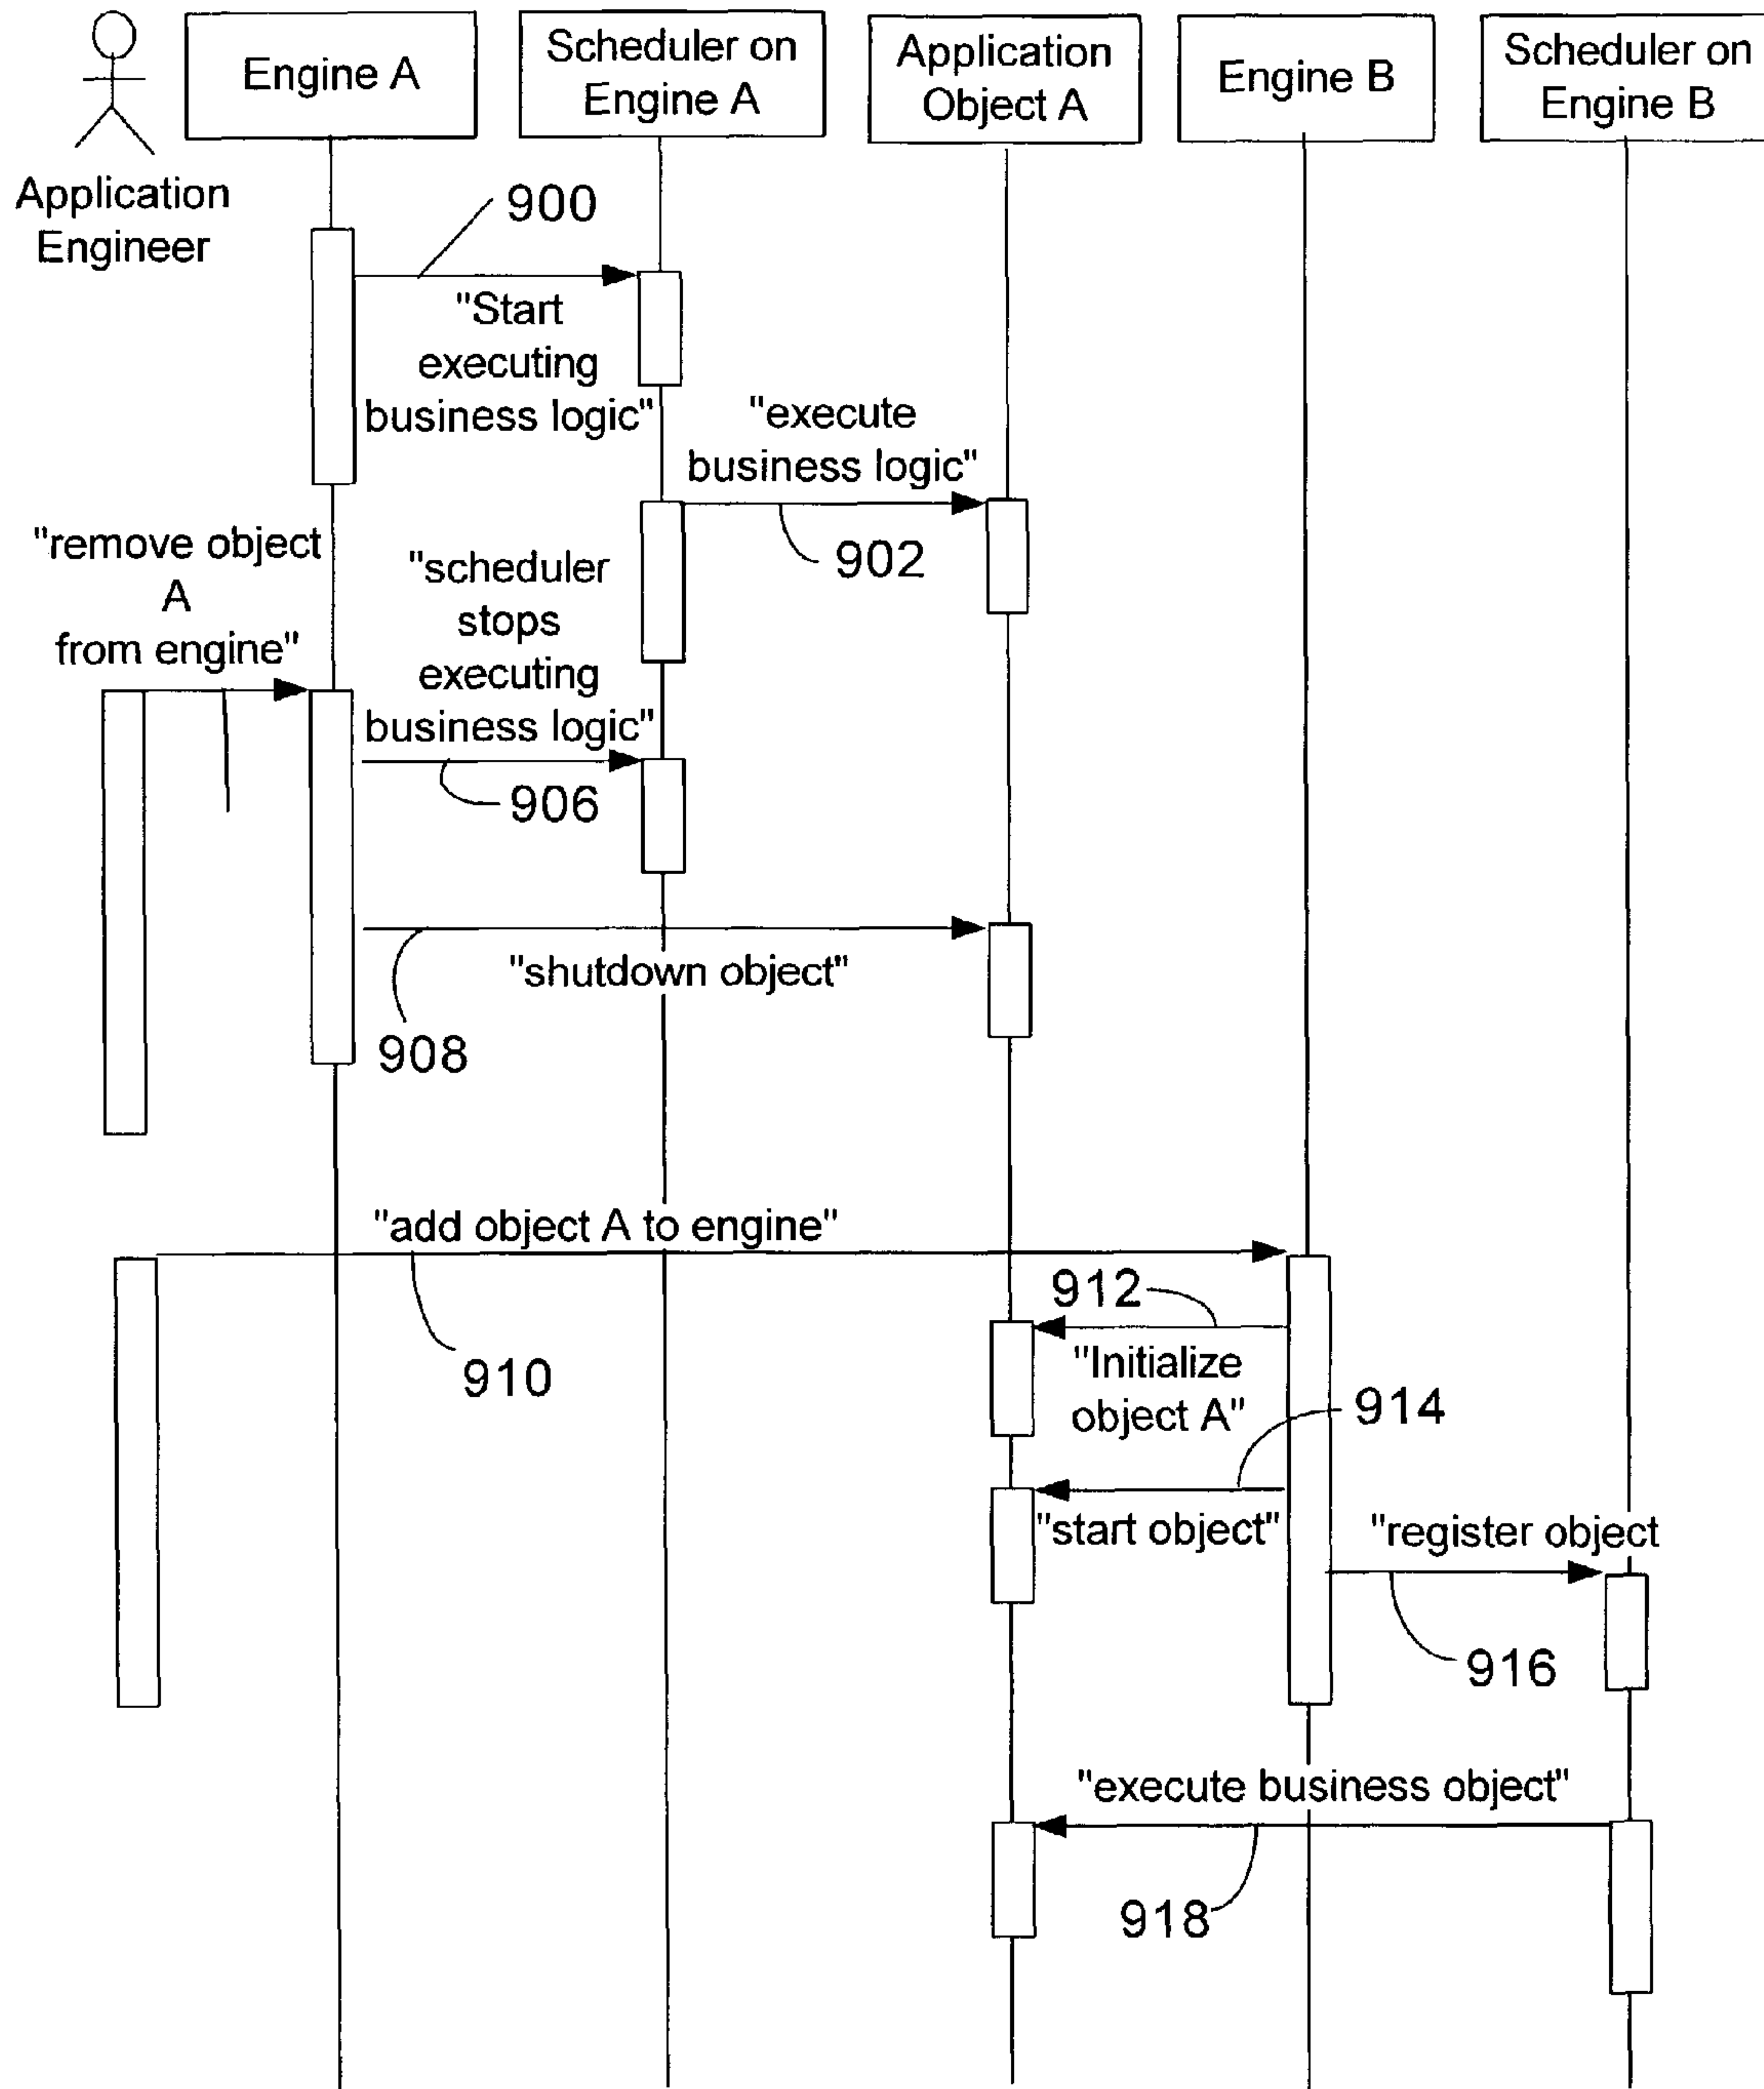 Engine A
Scheduler on
Engine A
Application
Object A
Engine B
Scheduler on
Engine B
Application
Engineer
900
"Start
executing
business logic"
"execute
business logic"
902
"remove object
A
from engine"
"scheduler
stops
executing
business logic"
906
908
"shutdown object"
"add object A to engine"
910
912
"Initialize
object A"
914
"start object"
"register object
916
"execute business object"
918